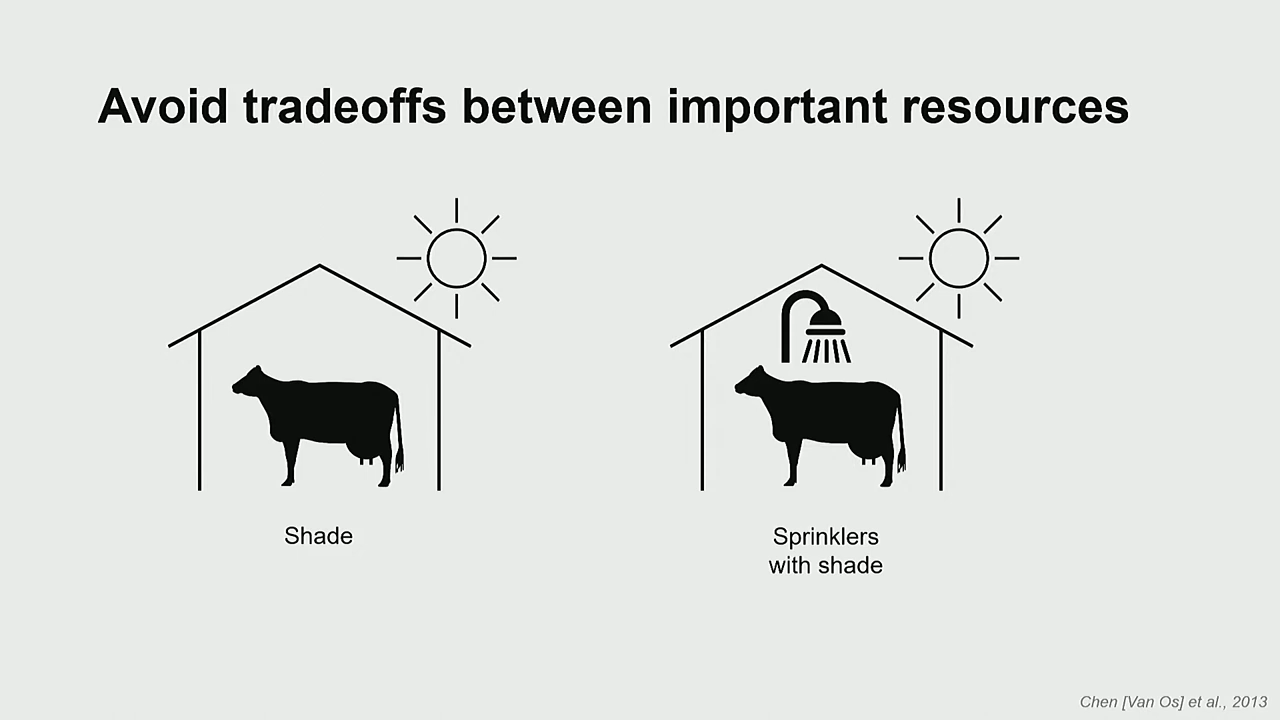 Avoid tradeoffs between important resources
Shade
Sprinklers
with shade
Chen [Van Os] et al., 2013